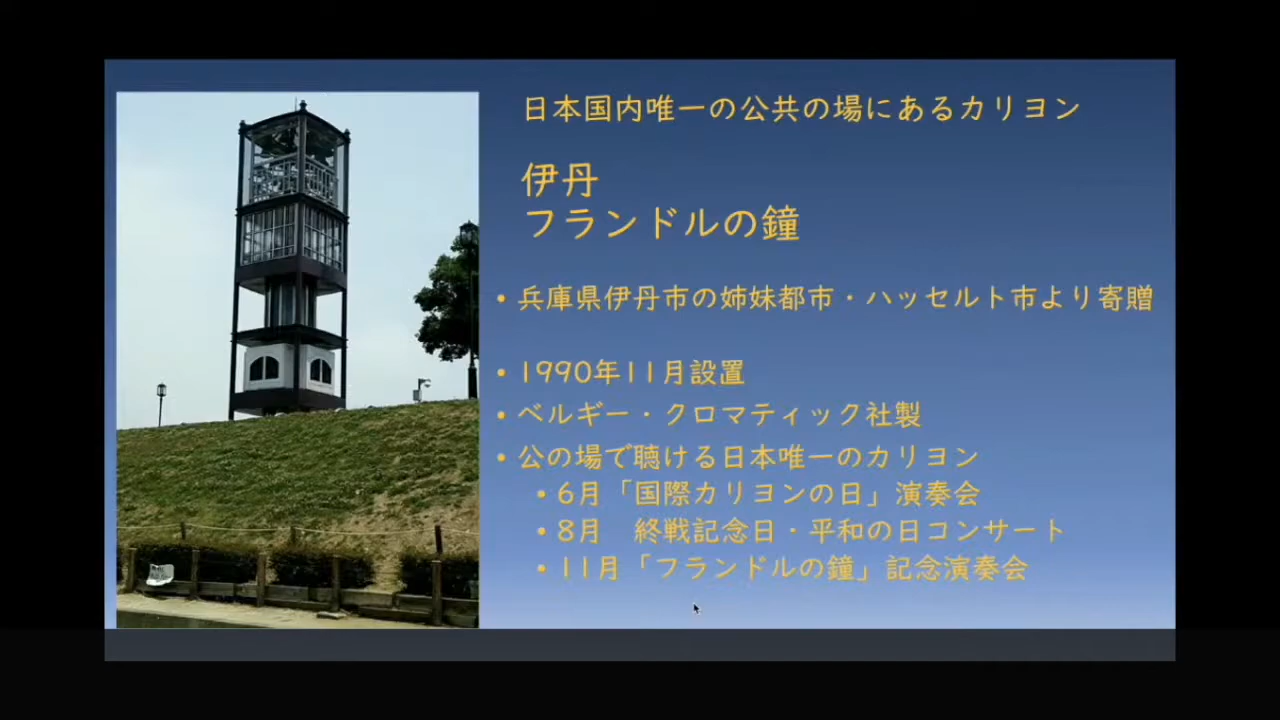 日本国内唯一の公共の場にあるカリヨン
伊丹
フランドルの鐘
• 兵庫県伊丹市の姉妹都市・ハッセルト市より寄贈
• 1990年11月設置
• ベルギー・クロマティック社製
• 公の場で聴ける日本唯一のカリヨン
• 6月「国際カリヨンの日」演奏会
• 8月　終戦記念日・平和の日コンサート
• 11月「フランドルの鐘」記念演奏会